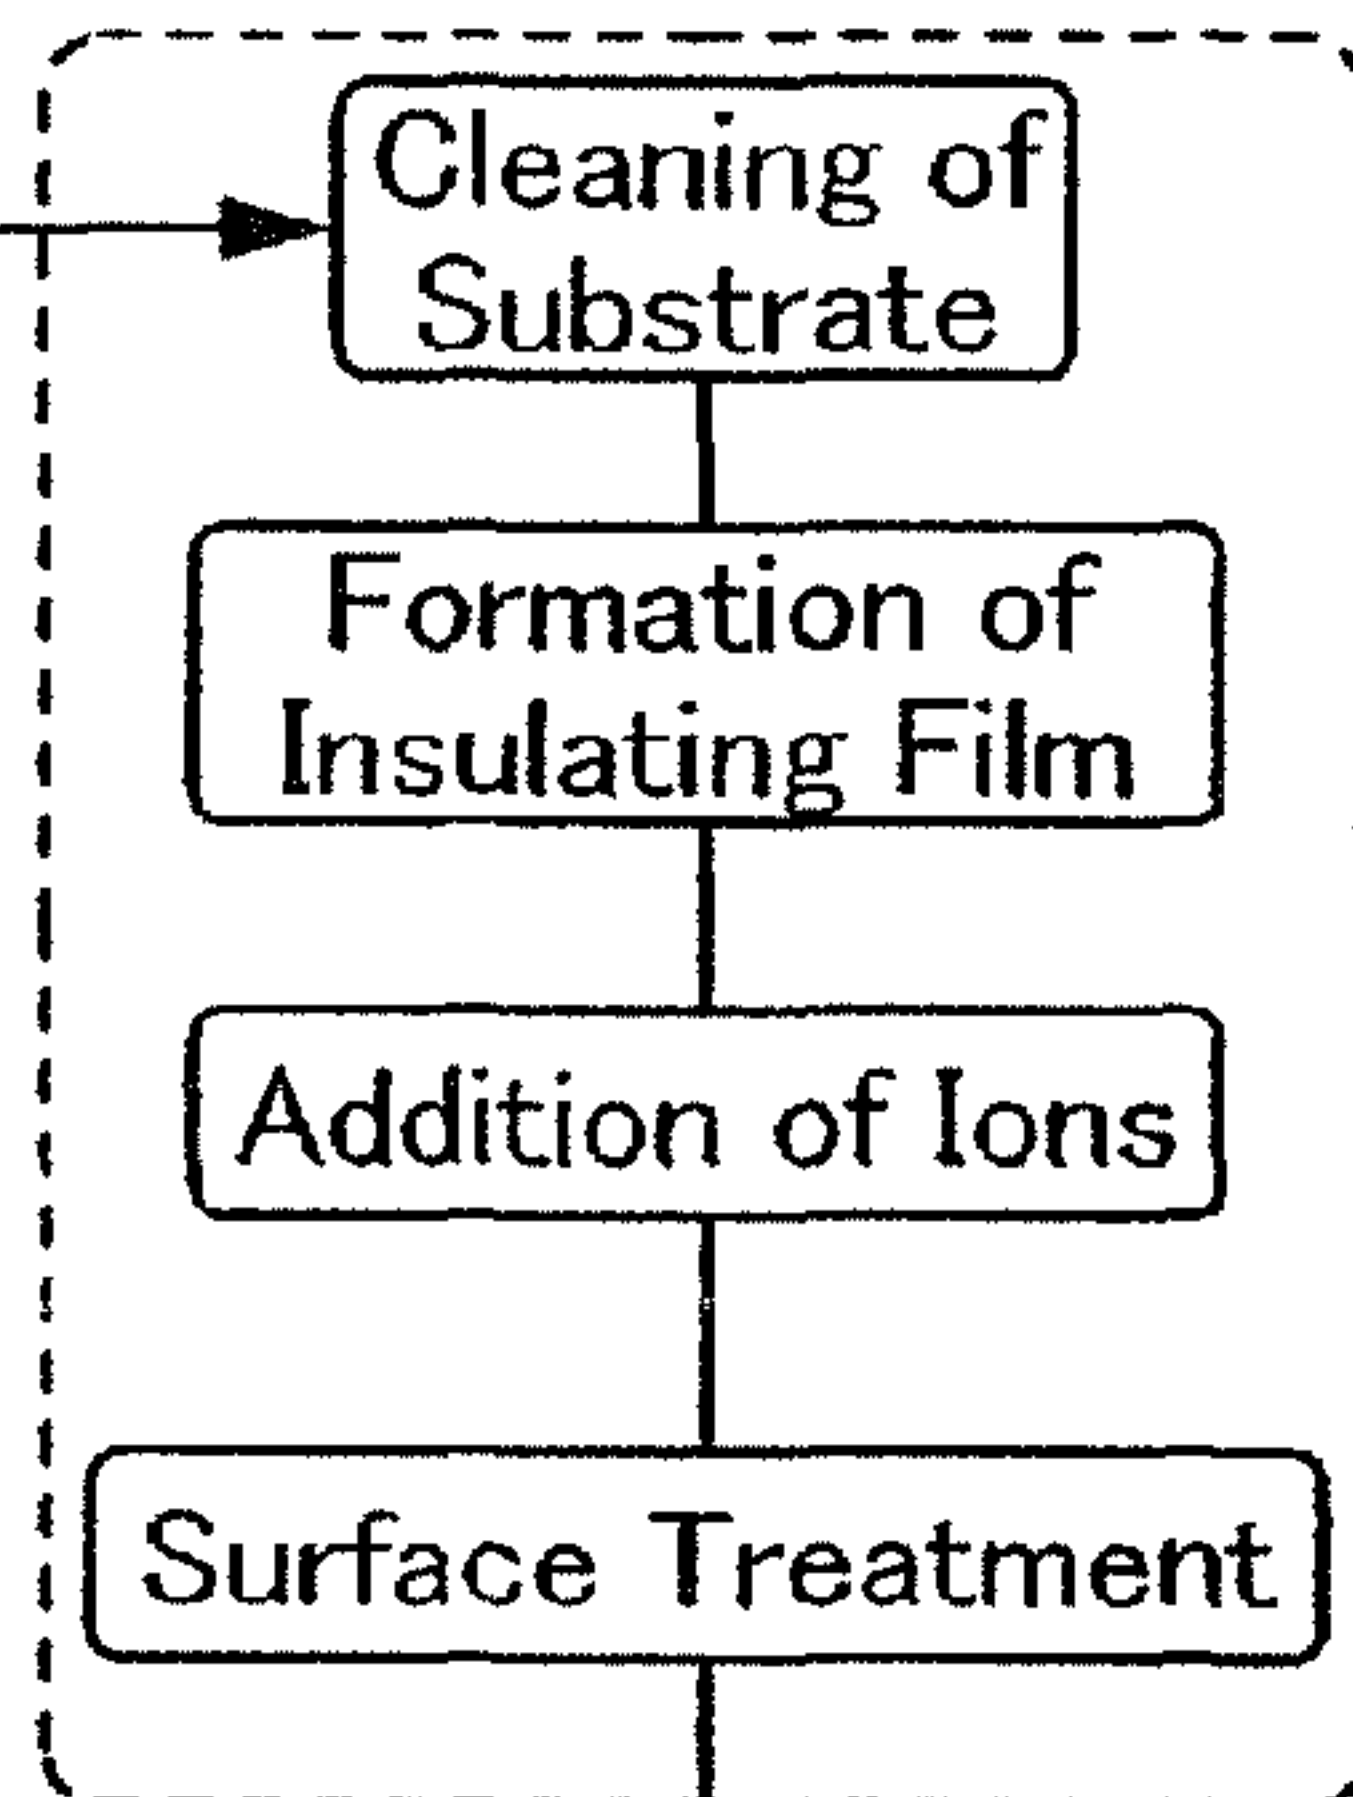 Cleaning of
Substrate
Formation of
Insulating Film
Addition of Ions
Surface Treatment